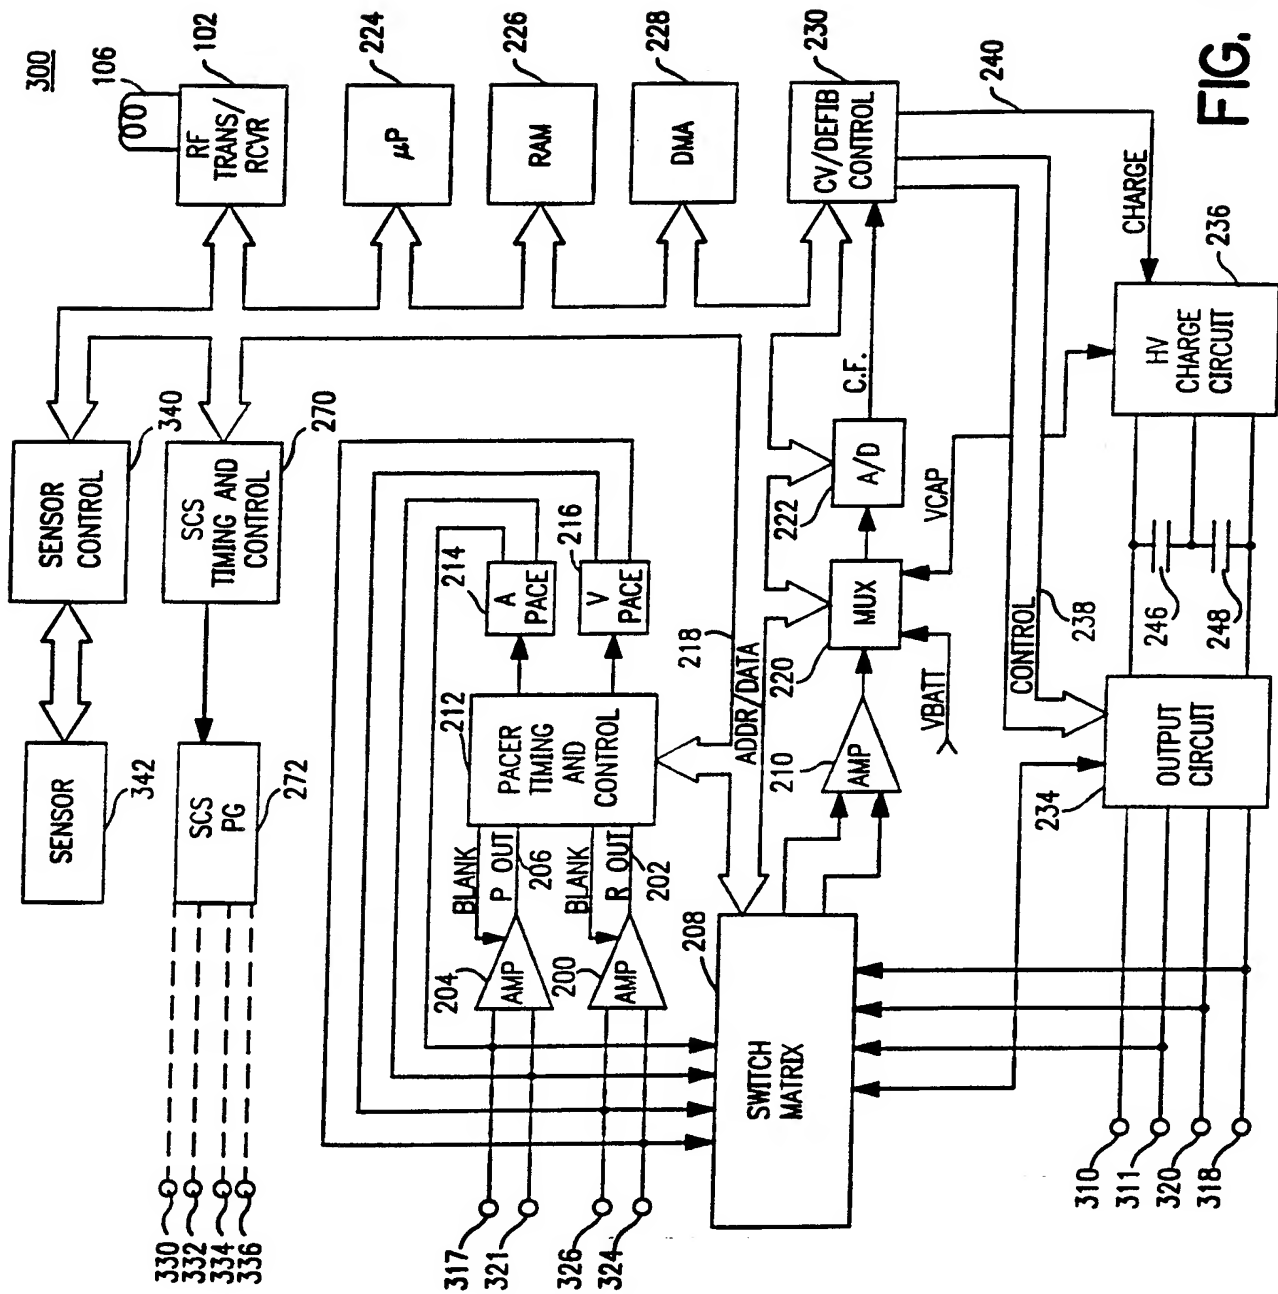 300
106
102
RF
TRANS/
RCVR
224
µP
226
RAM
228
DMA
230
CV/DEFIB
CONTROL
240
CHARGE
FIG.
340
SENSOR
CONTROL
270
SCS
TIMING AND
CONTROL
342
SENSOR
272
SCS
PG
330
332
334
336
214
A
PACE
216
V
PACE
212
PACER
TIMING
AND
CONTROL
218
ADDR/DATA
BLANK
P OUT
206
BLANK
R OUT
202
204
AMP
200
AMP
317
321
326
324
208
SWITCH
MATRIX
210
AMP
220
MUX
222
A/D
C.F.
VCAP
VBATT
CONTROL
238
236
HV
CHARGE
CIRCUIT
246
248
234
OUTPUT
CIRCUIT
310
311
320
318